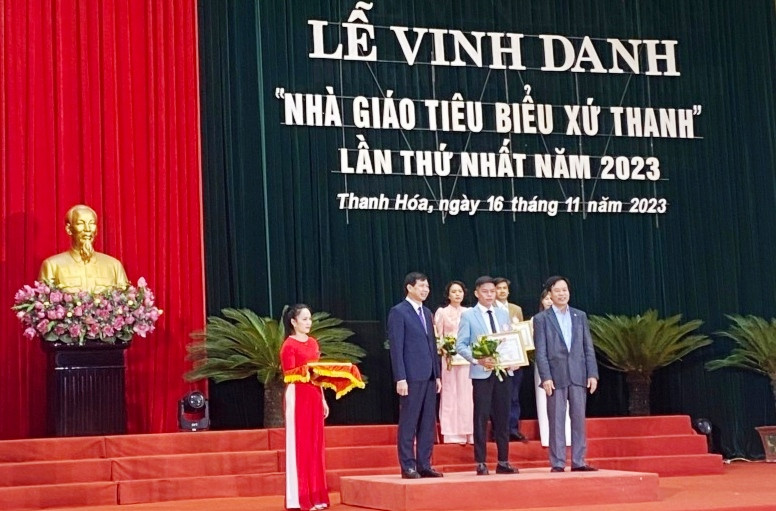 LỄ VINH DANH
"NHÀ GIÁO TIÊU BIỂU XỨ THANH"
LẦN THỨ NHẤT NĂM 2023
Thanh Hóa, ngày 16 tháng 11 năm 2023